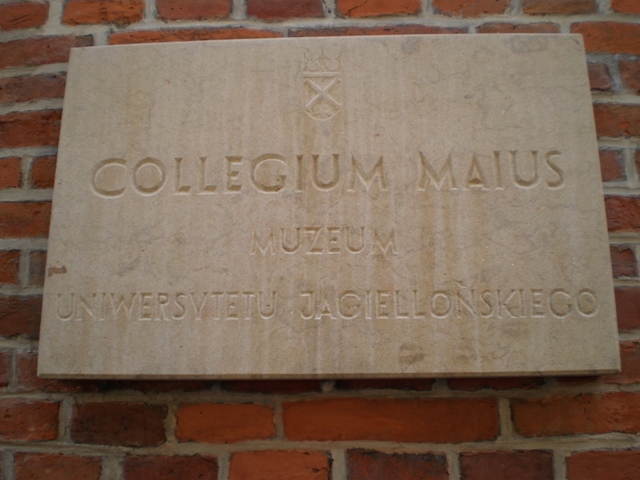 COLLEGIUM MAIUS
MUZEUM
UNIWERSYTETU JAGIELLOŃSKIEGO